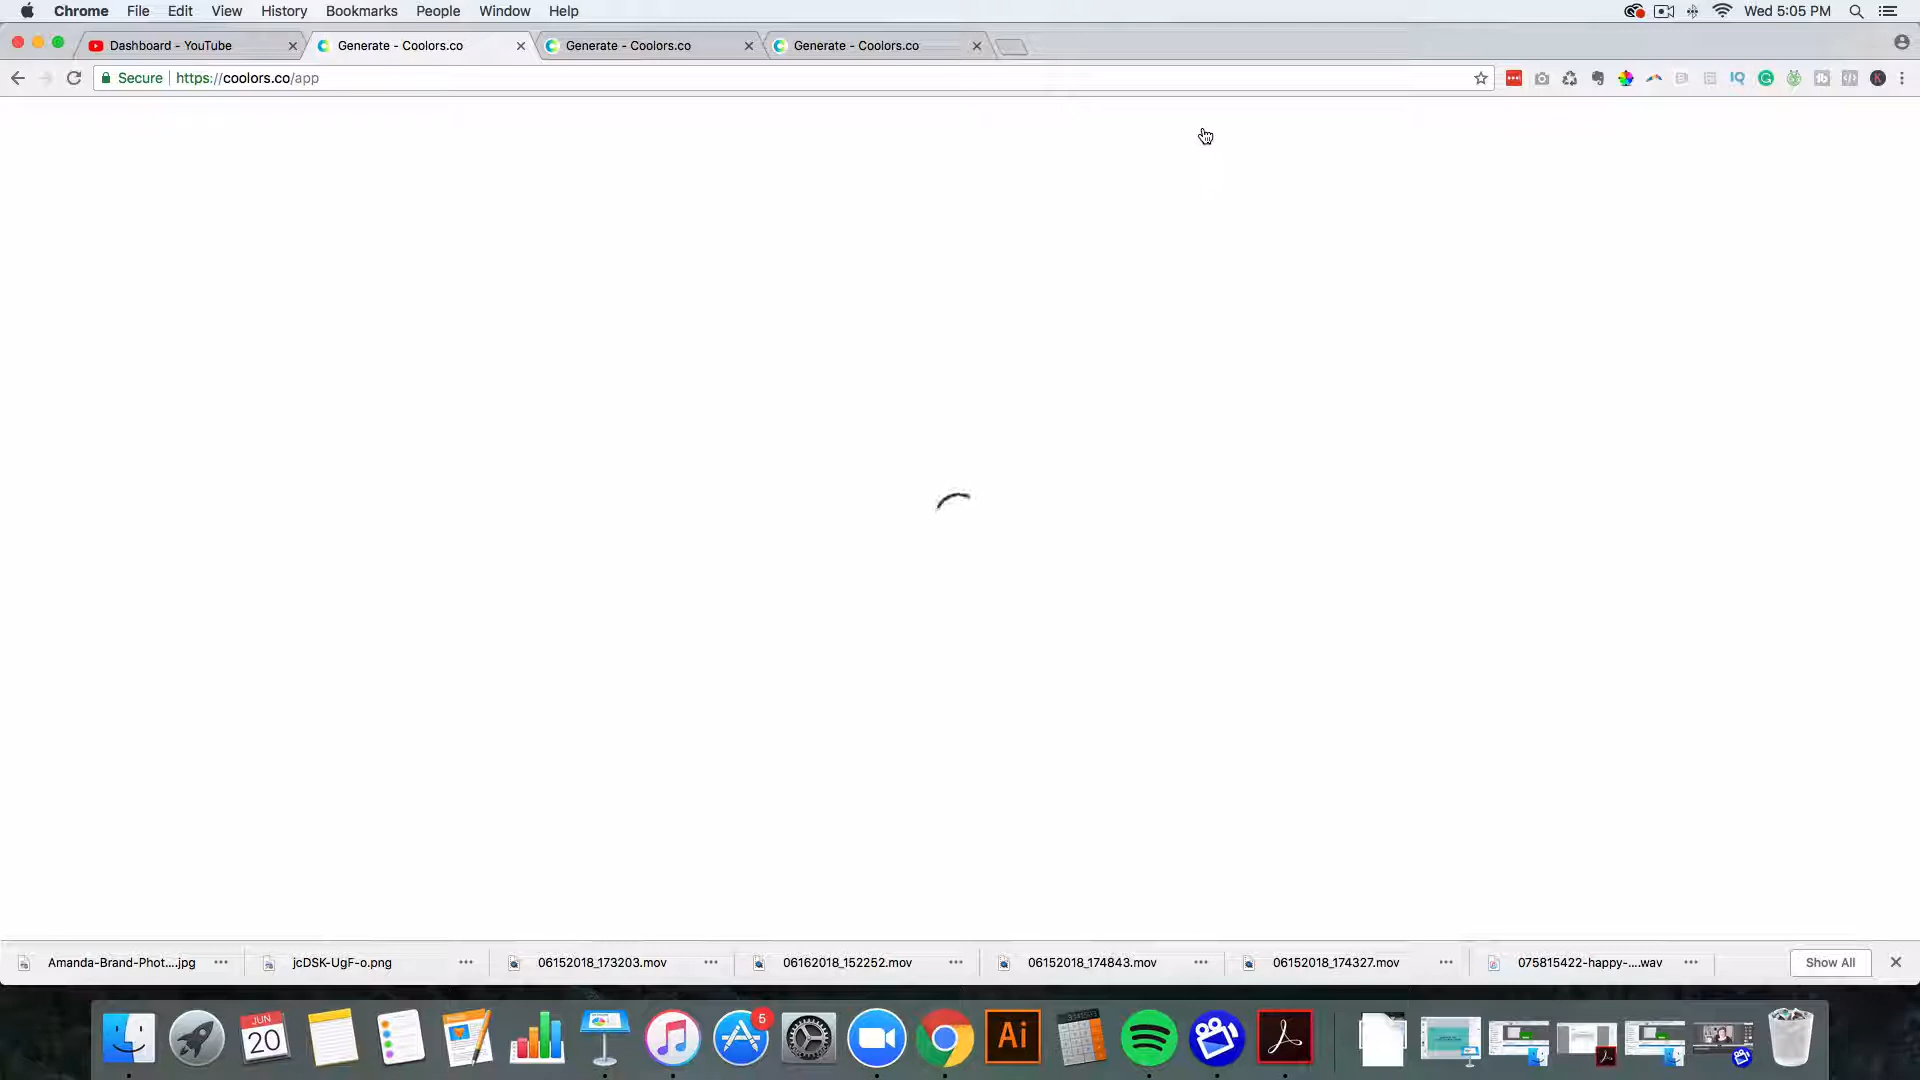 Chrome File Edit View History Bookmarks People Window Help Wed 5:05 PM
Dashboard - YouTube Generate - Coolors.co Generate - Coolors.co Generate - Coolors.co
Secure https://coolors.co/app
Amanda-Brand-Phot....jpg jcDSK-UgF-o.png 06152018_173203.mov 06162018_152252.mov 06152018_174843.mov 06152018_174327.mov 075815422-happy-....wav Show All
JUN
20
5
Ai